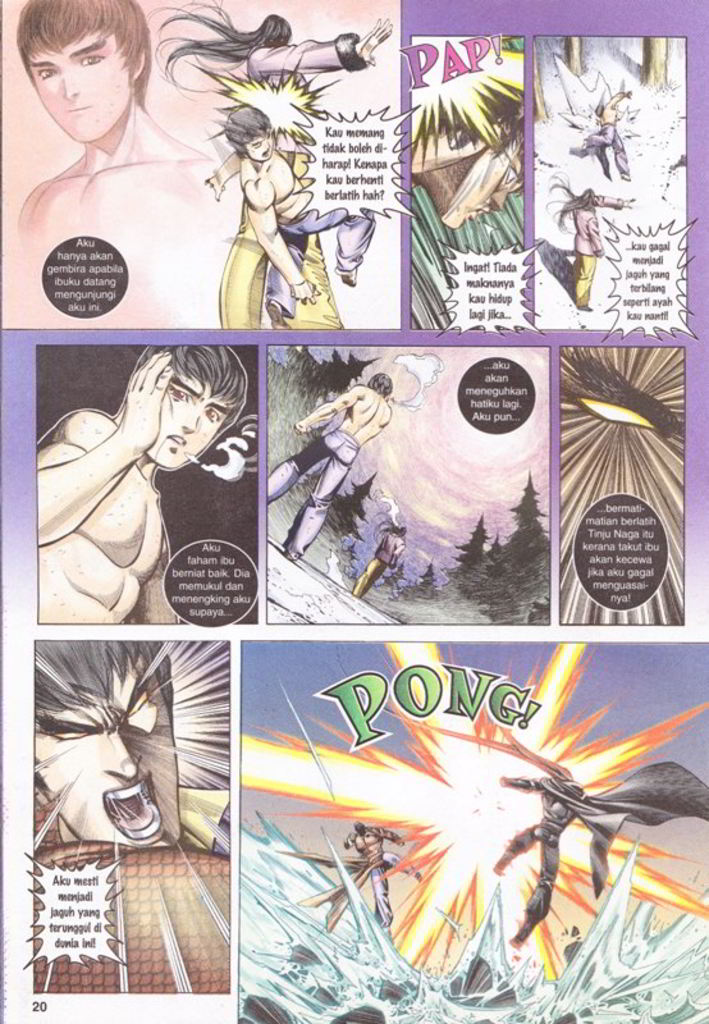 Kau memang
tidak boleh di-
harap! Kenapa
kau berhenti
hah?
Aku
hanya akan
gembira apabila
ibuku datang
mengunjungi
aku ini.
PAP!
Ingat! Tiada
maknanya
kau hidup
lagi jika...
...kau gagal
menjadi
jaguh yang
terbilang
seperti ayah
kau nanti!
Aku
faham ibu
berniat baik. Dia
memukul dan
menengking aku
supaya...
...aku
akan
meneguhkan
hatiku lagi.
Aku pun...
...bermati-
matian berlatih
Tinju Naga itu
kerana takut ibu
akan kecewa
jika aku gagal
menguasai-
nya!
Aku mesti
menjadi
jaguh yang
terunggul di
dunia ini!
PONG!
20